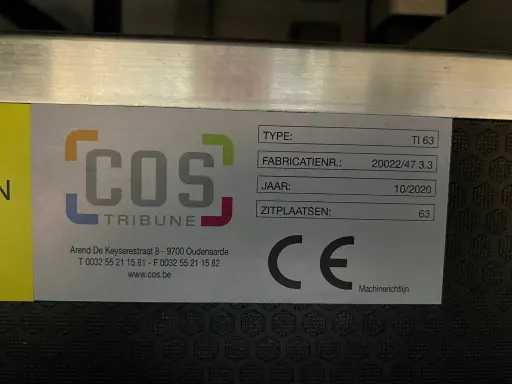 N
COS
TRIBUNE
Arend De Keyserestraat 8 - 9700 Oudenaarde
T 0032 55 21 15 81 - F 0032 55 21 15 82
www.cos.be
TYPE: TI 63
FABRICATIENR.: 20022/47 3.3
JAAR: 10/2020
ZITPLAATSEN: 63
CE
Machinerichtlijn